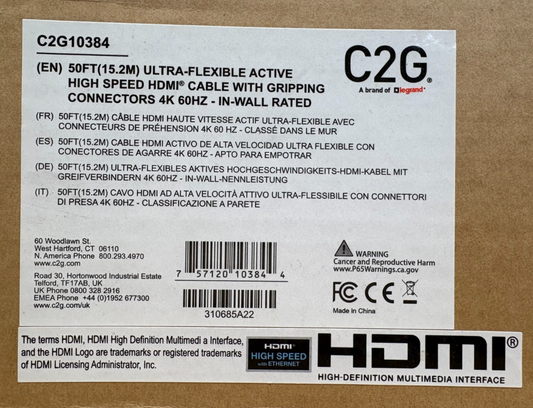 C2G10384
(EN) 50FT(15.2M) ULTRA-FLEXIBLE ACTIVE
HIGH SPEED HDMI® CABLE WITH GRIPPING
CONNECTORS 4K 60HZ - IN-WALL RATED
C2G®
A brand of legrand®
(FR) 50FT(15.2M) CÂBLE HDMI HAUTE VITESSE ACTIF ULTRA-FLEXIBLE AVEC
CONNECTEURS DE PRÉHENSION 4K 60 HZ - CLASSÉ DANS LE MUR
(ES) 50FT(15.2M) CABLE HDMI ACTIVO DE ALTA VELOCIDAD ULTRA FLEXIBLE CON
CONECTORES DE AGARRE 4K 60HZ - APTO PARA EMPOTRAR
(DE) 50FT(15.2M) ULTRA-FLEXIBLES AKTIVES HOCHGESCHWINDIGKEITS-HDMI-KABEL MIT
GREIFVERBINDERN 4K 60HZ - IN-WALL-NENNLEISTUNG
(IT) 50FT(15.2M) CAVO HDMI AD ALTA VELOCITÀ ATTIVO ULTRA-FLESSIBILE CON CONNETTORI
DI PRESA 4K 60HZ - CLASSIFICAZIONE A PARETE
60 Woodlawn St.
West Hartford, CT 06110
N. America Phone 800.293.4970
www.c2g.com
Road 30, Hortonwood Industrial Estate
Telford, TF17AB, UK
UK Phone 0800 328 2916
EMEA Phone +44 (0)1952 677300
www.c2g.com/uk
7 57120 10384 4
310685A22
WARNING
Cancer and Reproductive Harm
www.P65Warnings.ca.gov
FC CE
Made in China
The terms HDMI, HDMI High Definition Multimedi a Interface,
and the HDMI Logo are trademarks or registered trademarks
of HDMI Licensing Administrator, Inc.
HDMI
HIGH SPEED
with ETHERNET
HDMI®
HIGH-DEFINITION MULTIMEDIA INTERFACE